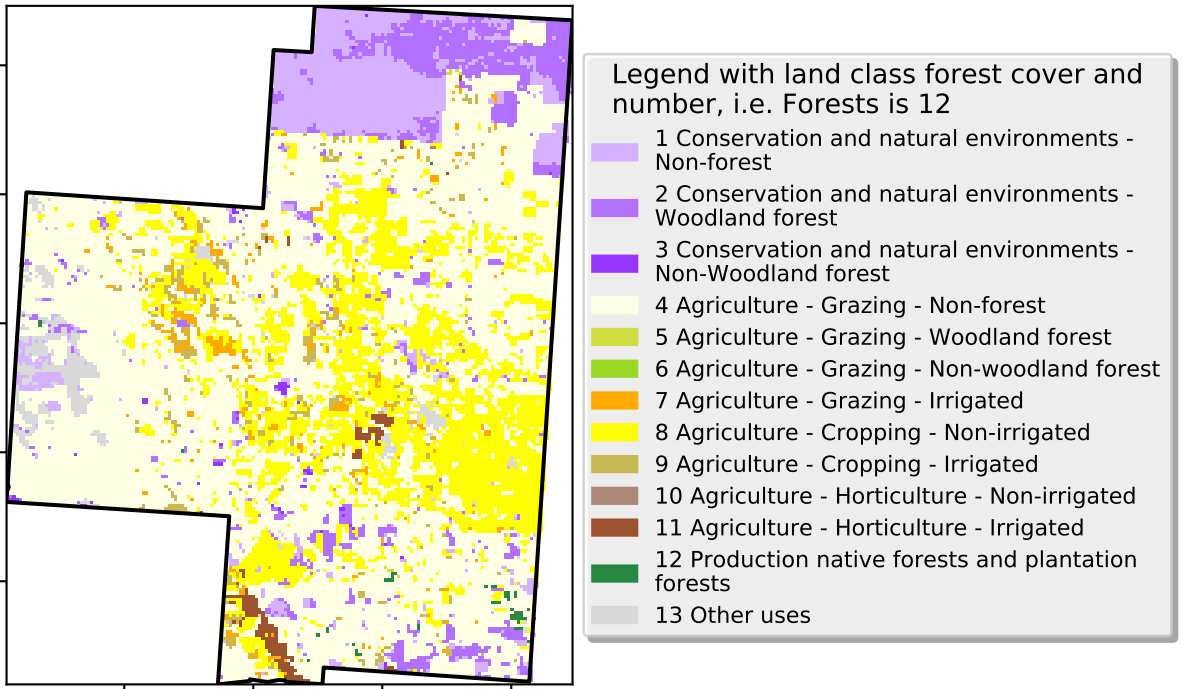 Legend with land class forest cover and
number, i.e. Forests is 12
1 Conservation and natural environments -
Non-forest
2 Conservation and natural environments -
Woodland forest
3 Conservation and natural environments -
Non-Woodland forest
4 Agriculture - Grazing - Non-forest
5 Agriculture - Grazing - Woodland forest
6 Agriculture - Grazing - Non-woodland forest
7 Agriculture - Grazing - Irrigated
8 Agriculture - Cropping - Non-irrigated
9 Agriculture - Cropping - Irrigated
10 Agriculture - Horticulture - Non-irrigated
11 Agriculture - Horticulture - Irrigated
12 Production native forests and plantation
forests
13 Other uses